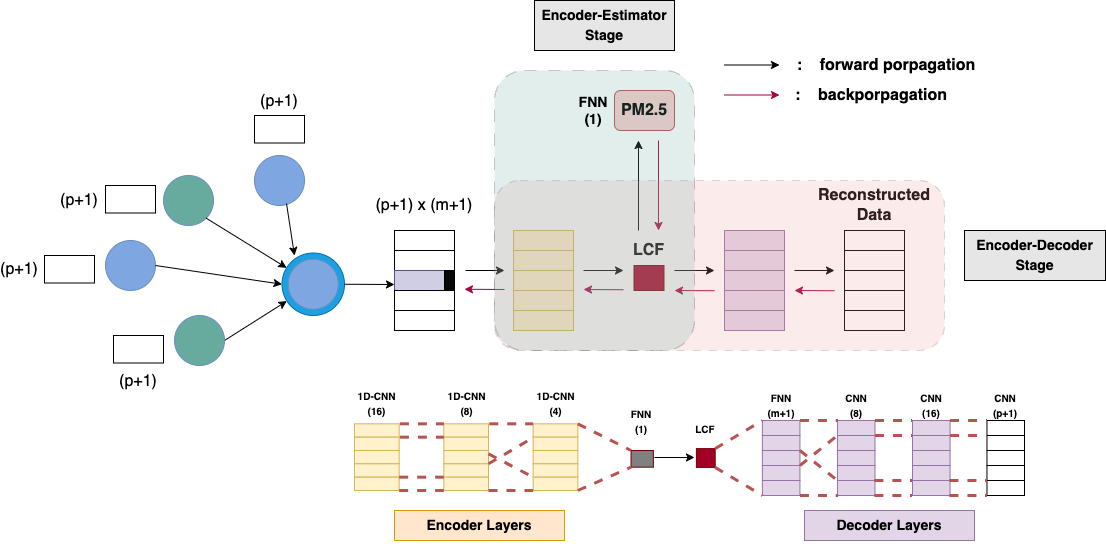 Encoder-Estimator
Stage
: forward porpagation
: backporpagation
FNN
(1)
PM2.5
(p+1)
(p+1)
(p+1)
(p+1)
(p+1) x (m+1)
LCF
Reconstructed
Data
Encoder-Decoder
Stage
1D-CNN
(16)
1D-CNN
(8)
1D-CNN
(4)
FNN
(1)
LCF
FNN
(m+1)
CNN
(8)
CNN
(16)
CNN
(p+1)
Encoder Layers
Decoder Layers